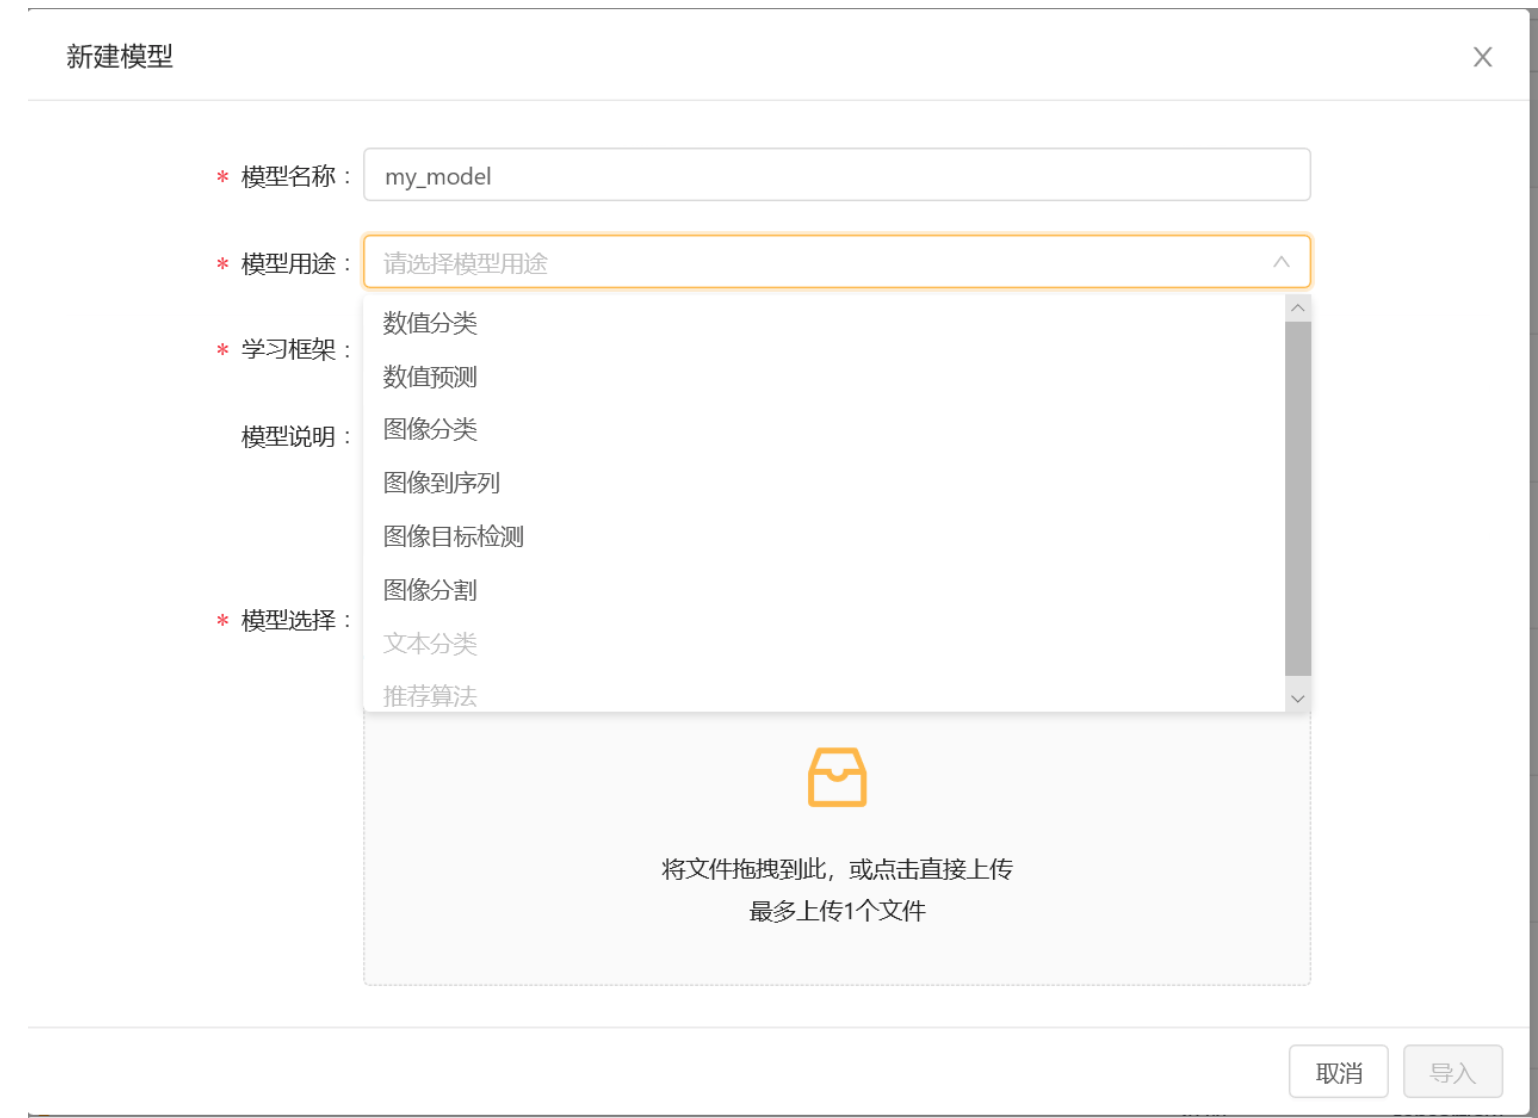 新建模型
* 模型名称： my_model
* 模型用途： 请选择模型用途
数值分类
* 学习框架：
数值预测
图像分类
模型说明：
图像到序列
图像目标检测
图像分割
* 模型选择：
文本分类
推荐算法
将文件拖拽到此，或点击直接上传
最多上传1个文件
取消 导入